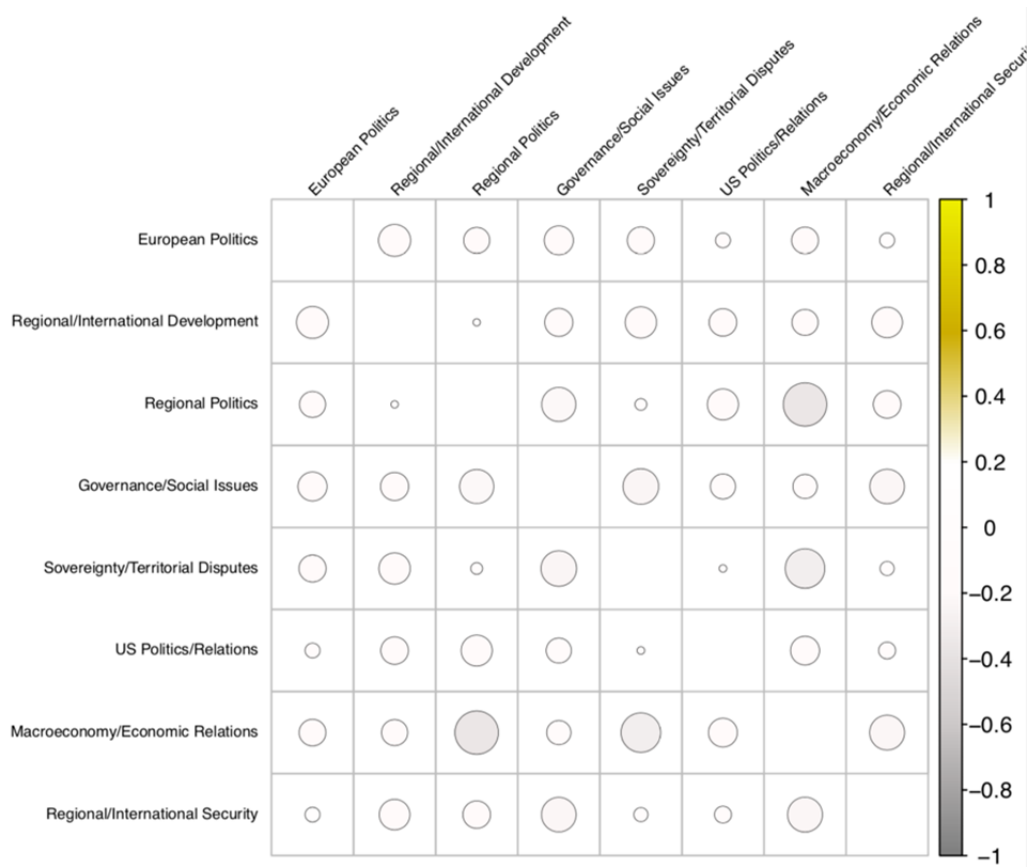 European Politics
Regional/International Development
Regional Politics
Governance/Social Issues
Sovereignty/Territorial Disputes
US Politics/Relations
Macroeconomy/Economic Relations
Regional/International
European Politics
Regional/International Development
Regional Politics
Governance/Social Issues
Sovereignty/Territorial Disputes
US Politics/Relations
Macroeconomy/Economic Relations
Regional/International Security
1
0.8
0.6
0.4
0.2
0
-0.2
-0.4
-0.6
-0.8
-1